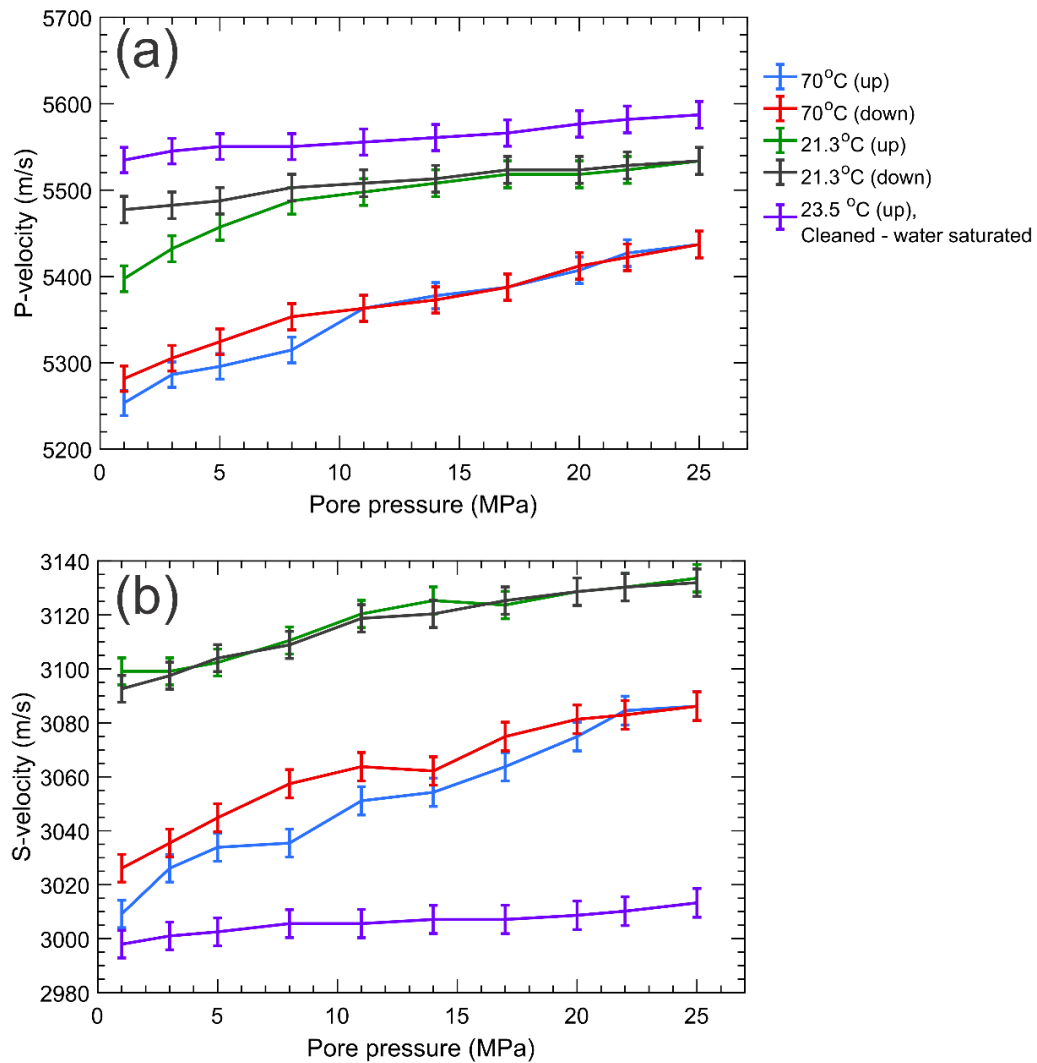 (a)
5700
5600
5500
5400
5300
5200
P-velocity (m/s)
0 5 10 15 20 25
Pore pressure (MPa)
70°C (up)
70°C (down)
21.3°C (up)
21.3°C (down)
23.5 °C (up),
Cleaned - water saturated
(b)
3140
3120
3100
3080
3060
3040
3020
3000
2980
S-velocity (m/s)
0 5 10 15 20 25
Pore pressure (MPa)